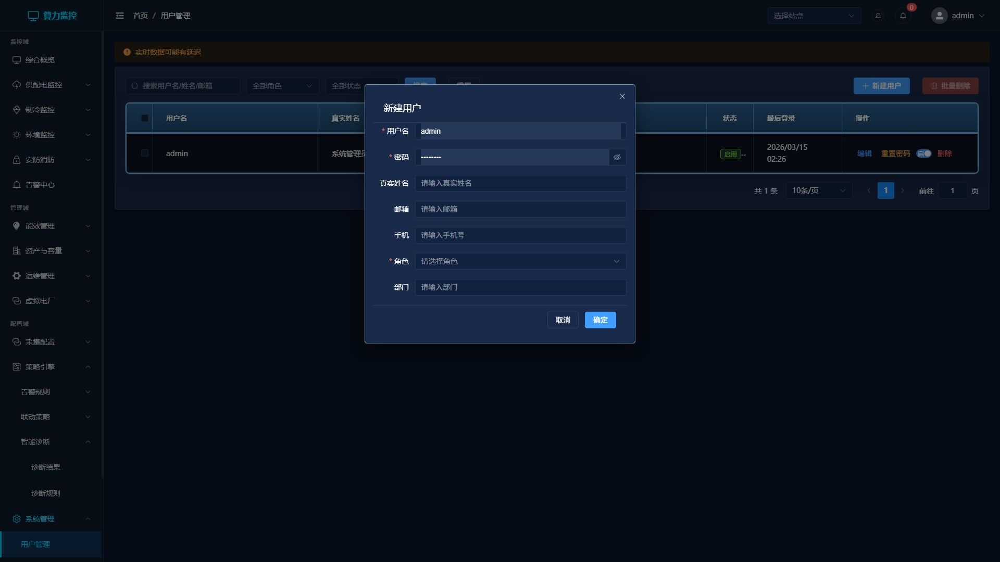 算力监控
首页 / 用户管理
选择站点
0
admin
监控域
综合概览
供配电监控
制冷监控
环境监控
安防消防
告警中心
管理域
能效管理
资产与容量
运维管理
虚拟电厂
配置域
采集配置
策略引擎
告警规则
联动策略
智能诊断
诊断结果
诊断规则
系统管理
用户管理
实时数据可能有延迟
搜索用户名/姓名/邮箱
全部角色
全部状态
新建用户
批量删除
用户名
真实姓名
状态
最后登录
操作
admin
系统管理员
启用...
2026/03/15
02:26
编辑
重置密码
启
删除
共 1 条
10条/页
1
前往
1
页
新建用户
* 用户名
admin
* 密码
••••••••
真实姓名
请输入真实姓名
邮箱
请输入邮箱
手机
请输入手机号
* 角色
请选择角色
部门
请输入部门
取消
确定